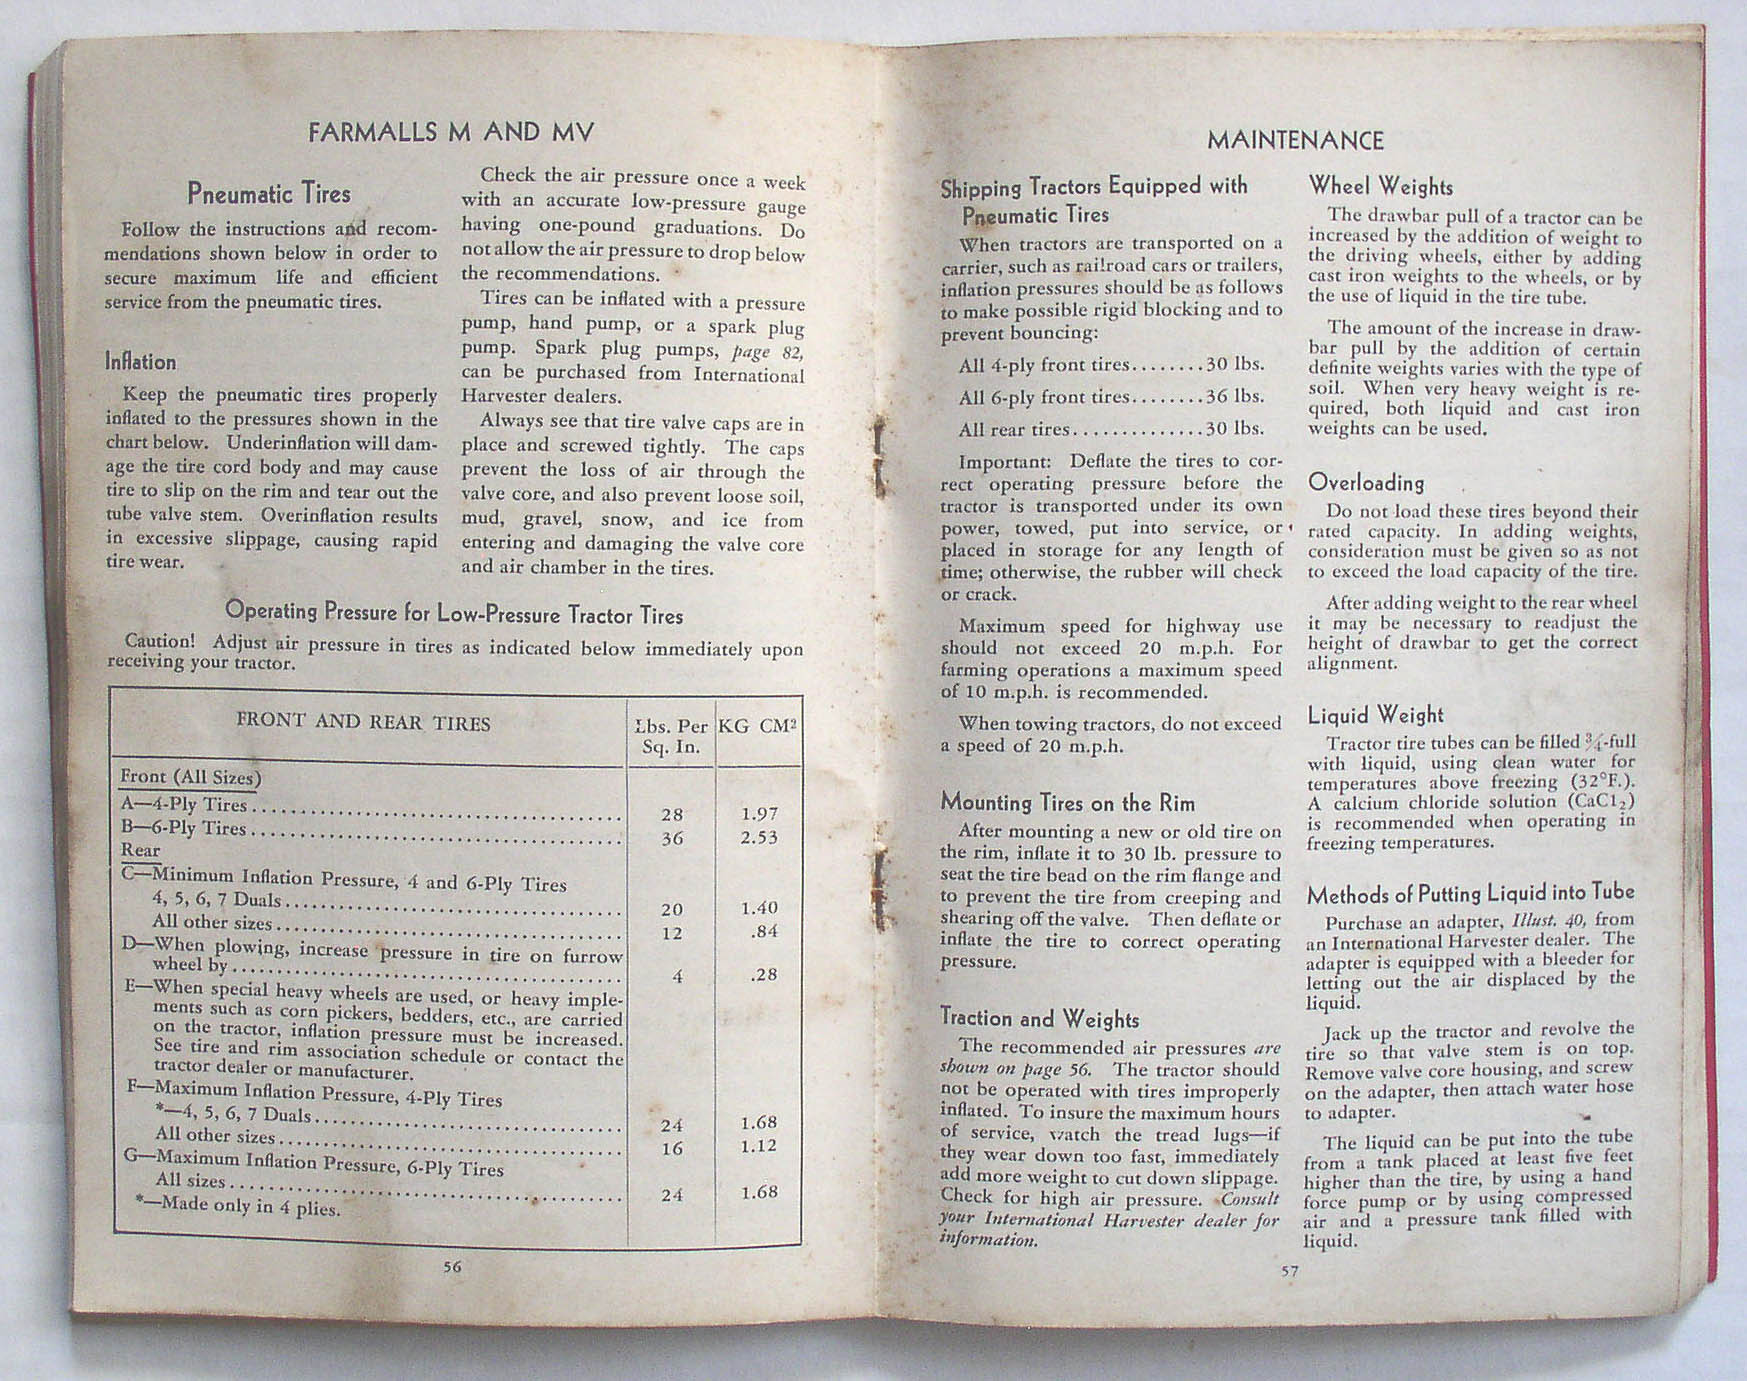 FARMALLS M AND MV
Pneumatic Tires
Follow the instructions and recom-
mendations shown below in order to
secure maximum life and efficient
service from the pneumatic tires.
Inflation
Keep the pneumatic tires properly
inflated to the pressures shown in the
chart below. Underinflation will dam-
age the tire cord body and may cause
tire to slip on the rim and tear out the
tube valve stem. Overinflation results
in excessive slippage, causing rapid
tire wear.
Check the air pressure once a week
with an accurate low-pressure gauge
having one-pound graduations. Do
not allow the air pressure to drop below
the recommendations.
Tires can be inflated with a pressure
pump, hand pump, or a spark plug
pump. Spark plug pumps, page 82,
can be purchased from International
Harvester dealers.
Always see that tire valve caps are in
place and screwed tightly. The caps
prevent the loss of air through the
valve core, and also prevent loose soil,
mud, gravel, snow, and ice from
entering and damaging the valve core
and air chamber in the tires.
Operating Pressure for Low-Pressure Tractor Tires
Caution! Adjust air pressure in tires as indicated below immediately upon
receiving your tractor.
FRONT AND REAR TIRES Lbs. Per KG CM²
Sq. In.
Front (All Sizes)
A—4-Ply Tires........................................ 28 1.97
B—6-Ply Tires........................................ 36 2.53
Rear
C—Minimum Inflation Pressure, 4 and 6-Ply Tires
4, 5, 6, 7 Duals..................................... 20 1.40
All other sizes...................................... 12 .84
D—When plowing, increase pressure in tire on furrow
wheel by........................................... 4 .28
E—When special heavy wheels are used, or heavy imple-
ments such as corn pickers, bedders, etc., are carried
on the tractor, inflation pressure must be increased.
See tire and rim association schedule or contact the
tractor dealer or manufacturer.
F—Maximum Inflation Pressure, 4-Ply Tires
*—4, 5, 6, 7 Duals.................................. 24 1.68
All other sizes...................................... 16 1.12
G—Maximum Inflation Pressure, 6-Ply Tires
All sizes........................................... 24 1.68
*—Made only in 4 plies.
56
MAINTENANCE
Shipping Tractors Equipped with
Pneumatic Tires
When tractors are transported on a
carrier, such as railroad cars or trailers,
inflation pressures should be as follows
to make possible rigid blocking and to
prevent bouncing:
All 4-ply front tires........30 lbs.
All 6-ply front tires........36 lbs.
All rear tires..............30 lbs.
Important: Deflate the tires to cor-
rect operating pressure before the
tractor is transported under its own
power, towed, put into service, or
placed in storage for any length of
time; otherwise, the rubber will check
or crack.
Maximum speed for highway use
should not exceed 20 m.p.h. For
farming operations a maximum speed
of 10 m.p.h. is recommended.
When towing tractors, do not exceed
a speed of 20 m.p.h.
Mounting Tires on the Rim
After mounting a new or old tire on
the rim, inflate it to 30 lb. pressure to
seat the tire bead on the rim flange and
to prevent the tire from creeping and
shearing off the valve. Then deflate or
inflate the tire to correct operating
pressure.
Traction and Weights
The recommended air pressures are
shown on page 56. The tractor should
not be operated with tires improperly
inflated. To insure the maximum hours
of service, watch the tread lugs—if
they wear down too fast, immediately
add more weight to cut down slippage.
Check for high air pressure. Consult
your International Harvester dealer for
information.
Wheel Weights
The drawbar pull of a tractor can be
increased by the addition of weight to
the driving wheels, either by adding
cast iron weights to the wheels, or by
the use of liquid in the tire tube.
The amount of the increase in draw-
bar pull by the addition of certain
definite weights varies with the type of
soil. When very heavy weight is re-
quired, both liquid and cast iron
weights can be used.
Overloading
Do not load these tires beyond their
rated capacity. In adding weights,
consideration must be given so as not
to exceed the load capacity of the tire.
After adding weight to the rear wheel
it may be necessary to readjust the
height of drawbar to get the correct
alignment.
Liquid Weight
Tractor tire tubes can be filled ¾-full
with liquid, using clean water for
temperatures above freezing (32°F.).
A calcium chloride solution (CaCl₂)
is recommended when operating in
freezing temperatures.
Methods of Putting Liquid into Tube
Purchase an adapter, Illust. 40, from
an International Harvester dealer. The
adapter is equipped with a bleeder for
letting out the air displaced by the
liquid.
Jack up the tractor and revolve the
tire so that valve stem is on top.
Remove valve core housing, and screw
on the adapter, then attach water hose
to adapter.
The liquid can be put into the tube
from a tank placed at least five feet
higher than the tire, by using a hand
force pump or by using compressed
air and a pressure tank filled with
liquid.
57